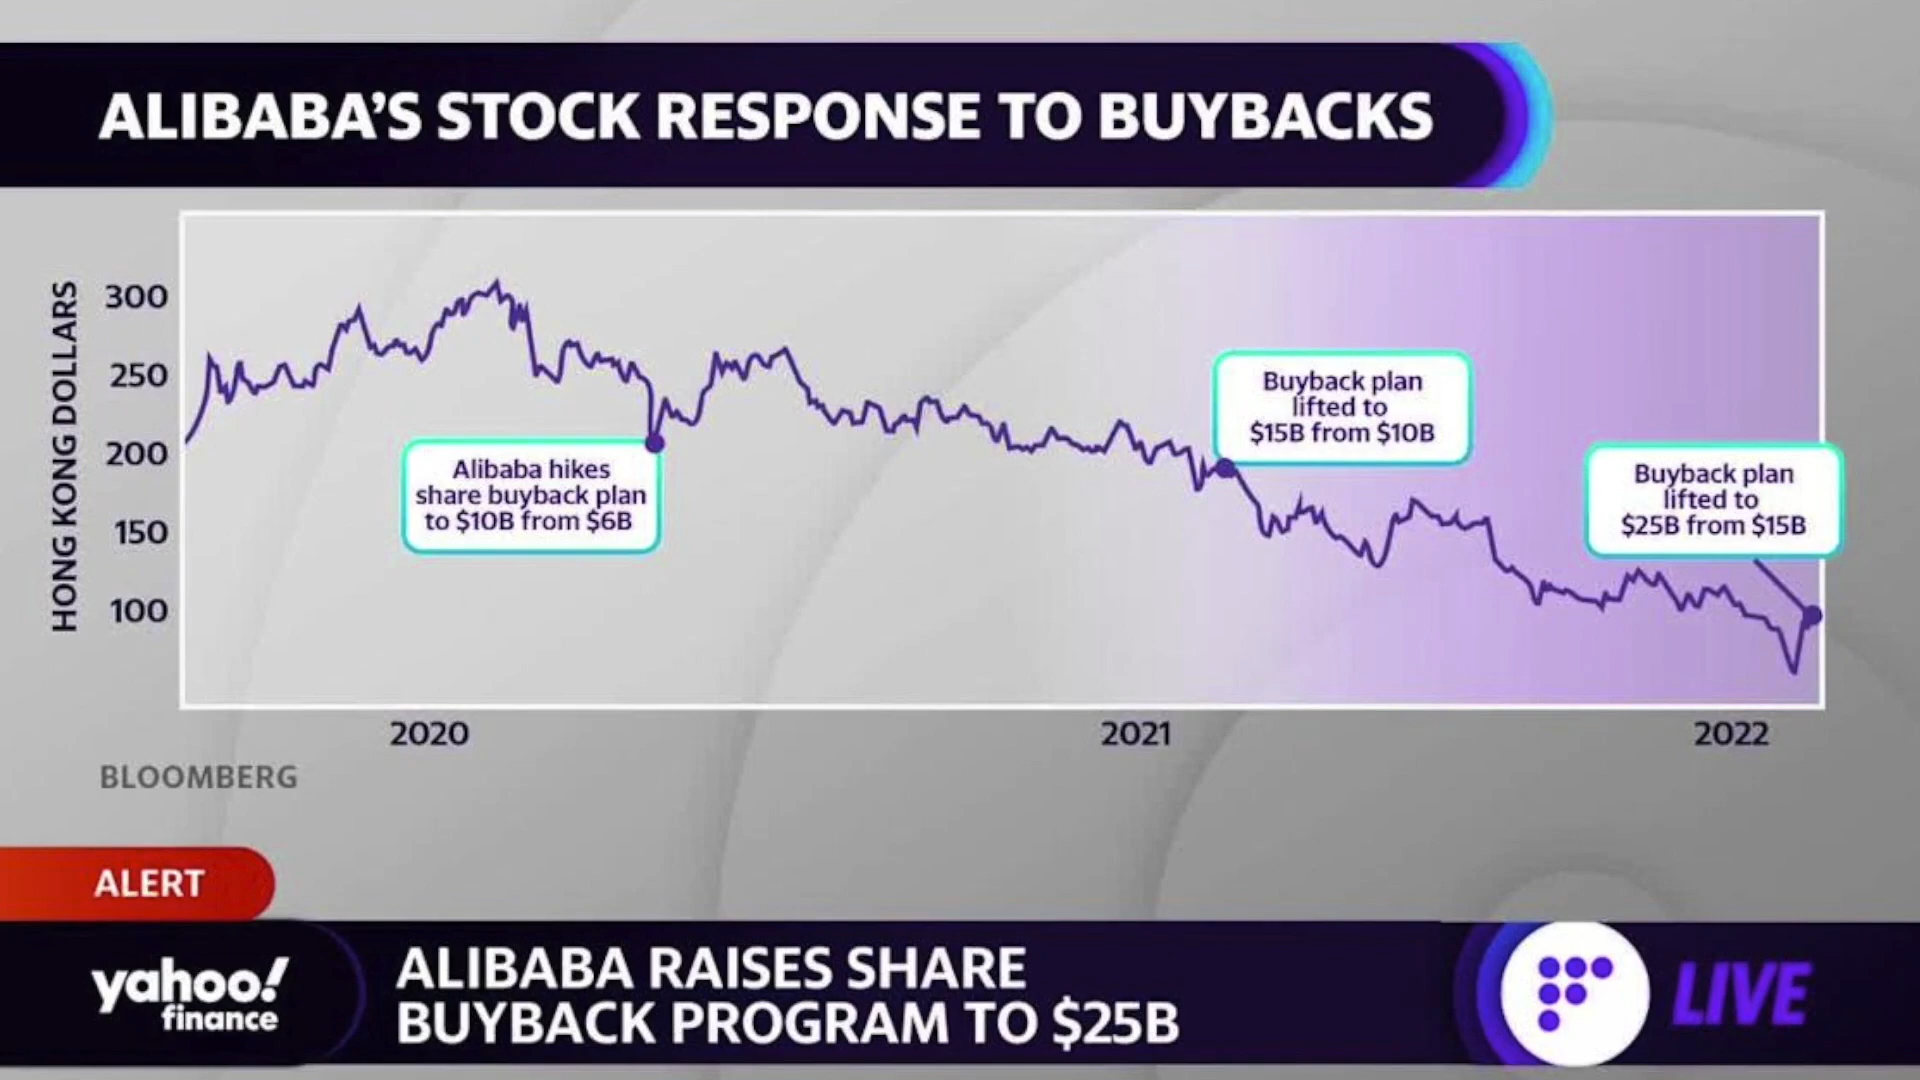 ALIBABA'S STOCK RESPONSE TO BUYBACKS
HONG KONG DOLLARS
300
250
200
150
100
Alibaba hikes
share buyback plan
to $10B from $6B
Buyback plan
lifted to
$15B from $10B
Buyback plan
lifted to
$25B from $15B
2020
2021
2022
BLOOMBERG
ALERT
yahoo!
finance
ALIBABA RAISES SHARE
BUYBACK PROGRAM TO $25B
LIVE